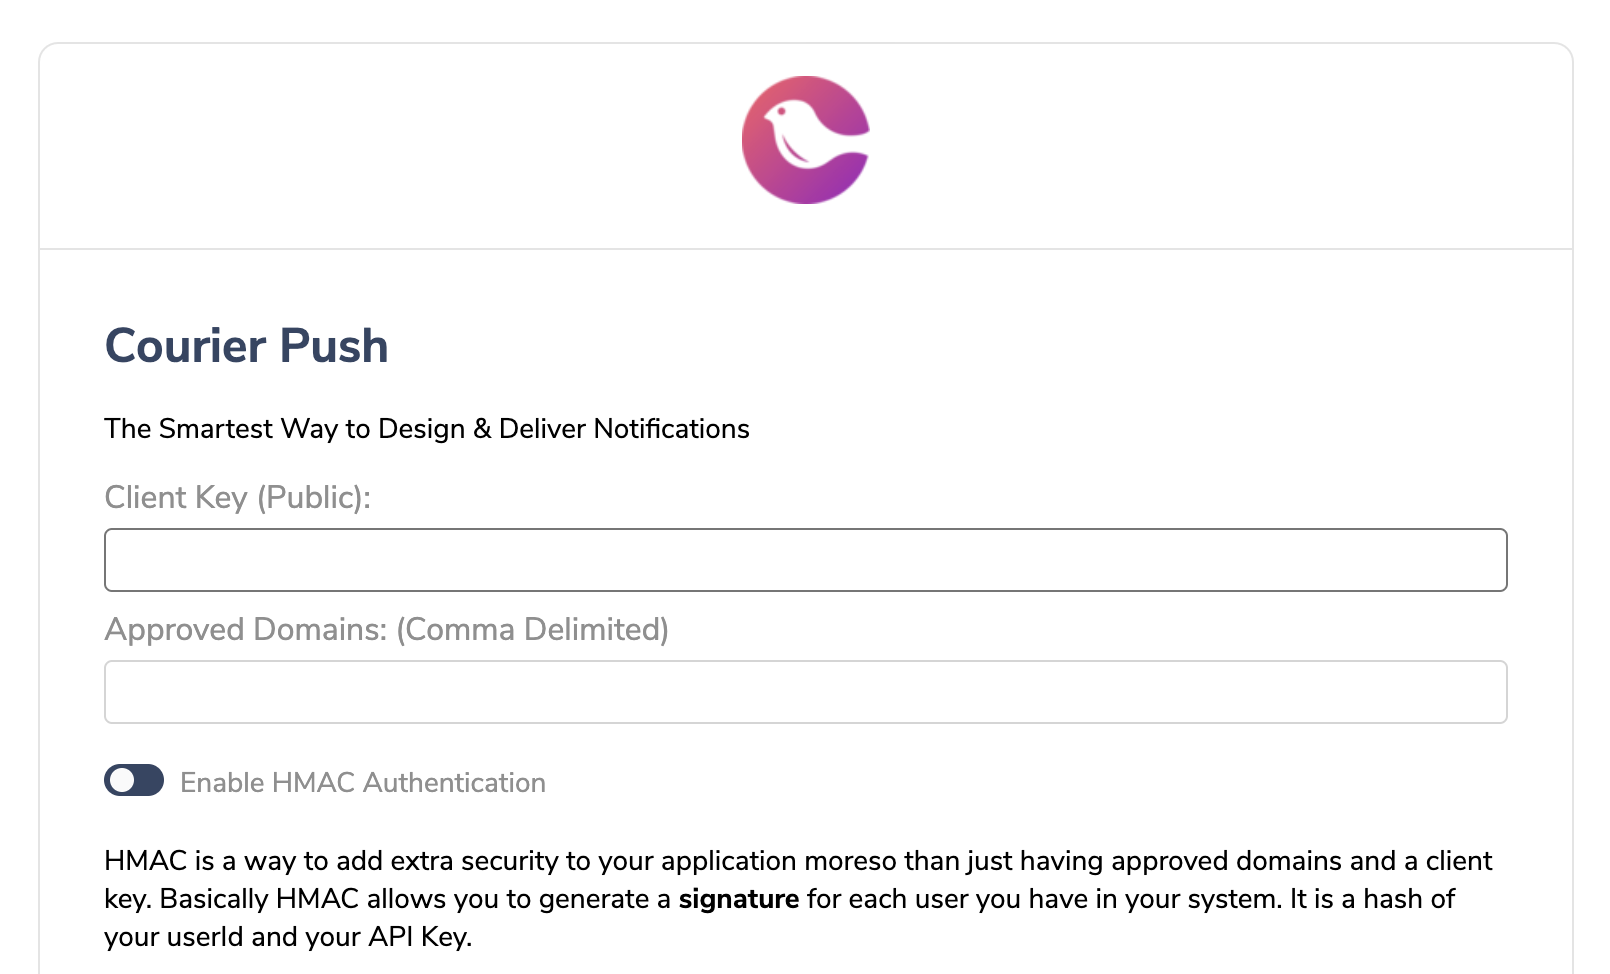 Courier Push
The Smartest Way to Design & Deliver Notifications
Client Key (Public):
Approved Domains: (Comma Delimited)
Enable HMAC Authentication
HMAC is a way to add extra security to your application moreso than just having approved domains and a client
key. Basically HMAC allows you to generate a signature for each user you have in your system. It is a hash of
your userId and your API Key.